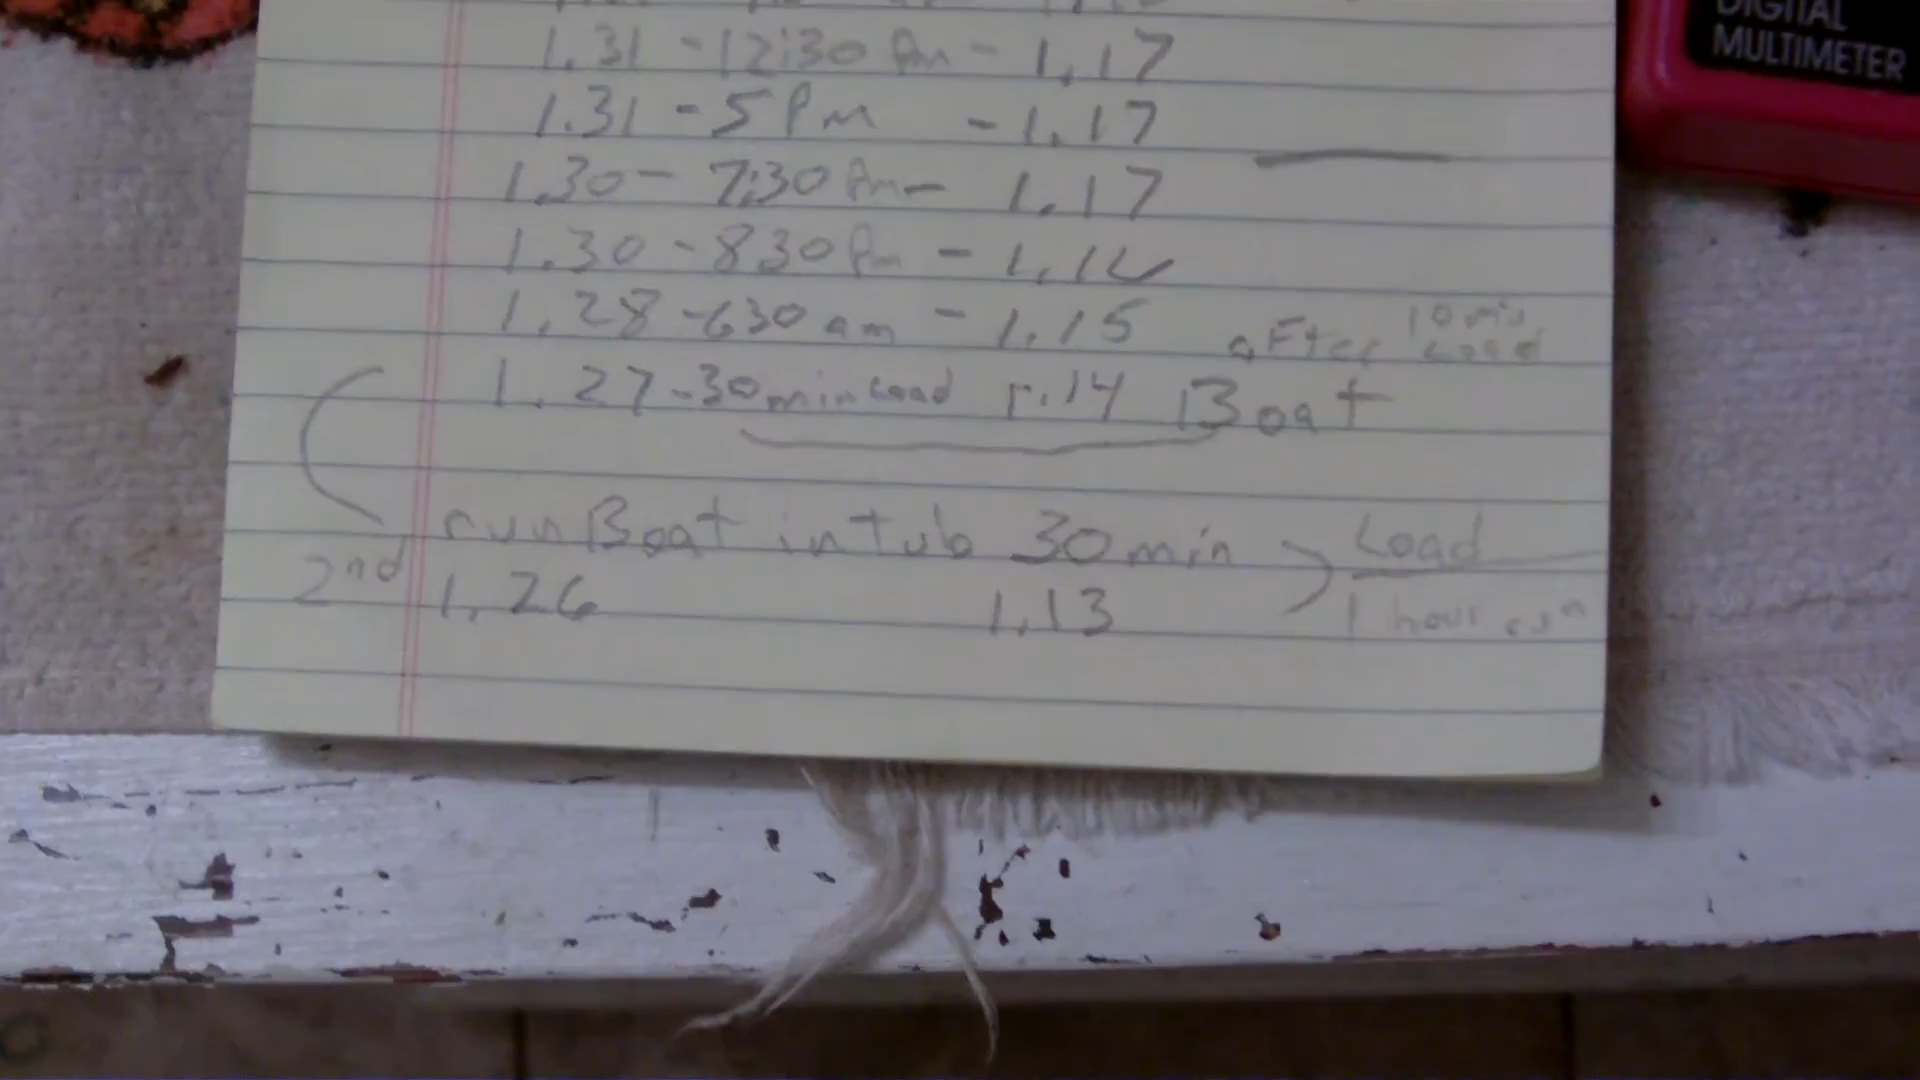 1.31 - 12:30 Pm - 1.17
1.31 - 5 Pm - 1.17
1.30 - 7:30 Pm - 1.17
1.30 - 830 Pm - 1.16
1.28 - 630 am - 1.15 aFter 10 min Load
1.27 - 30 min Load 1.14 Boat
run Boat in Tub 30 min Load
2nd 1.26 1.13 1 hour run
DIGITAL
MULTIMETER